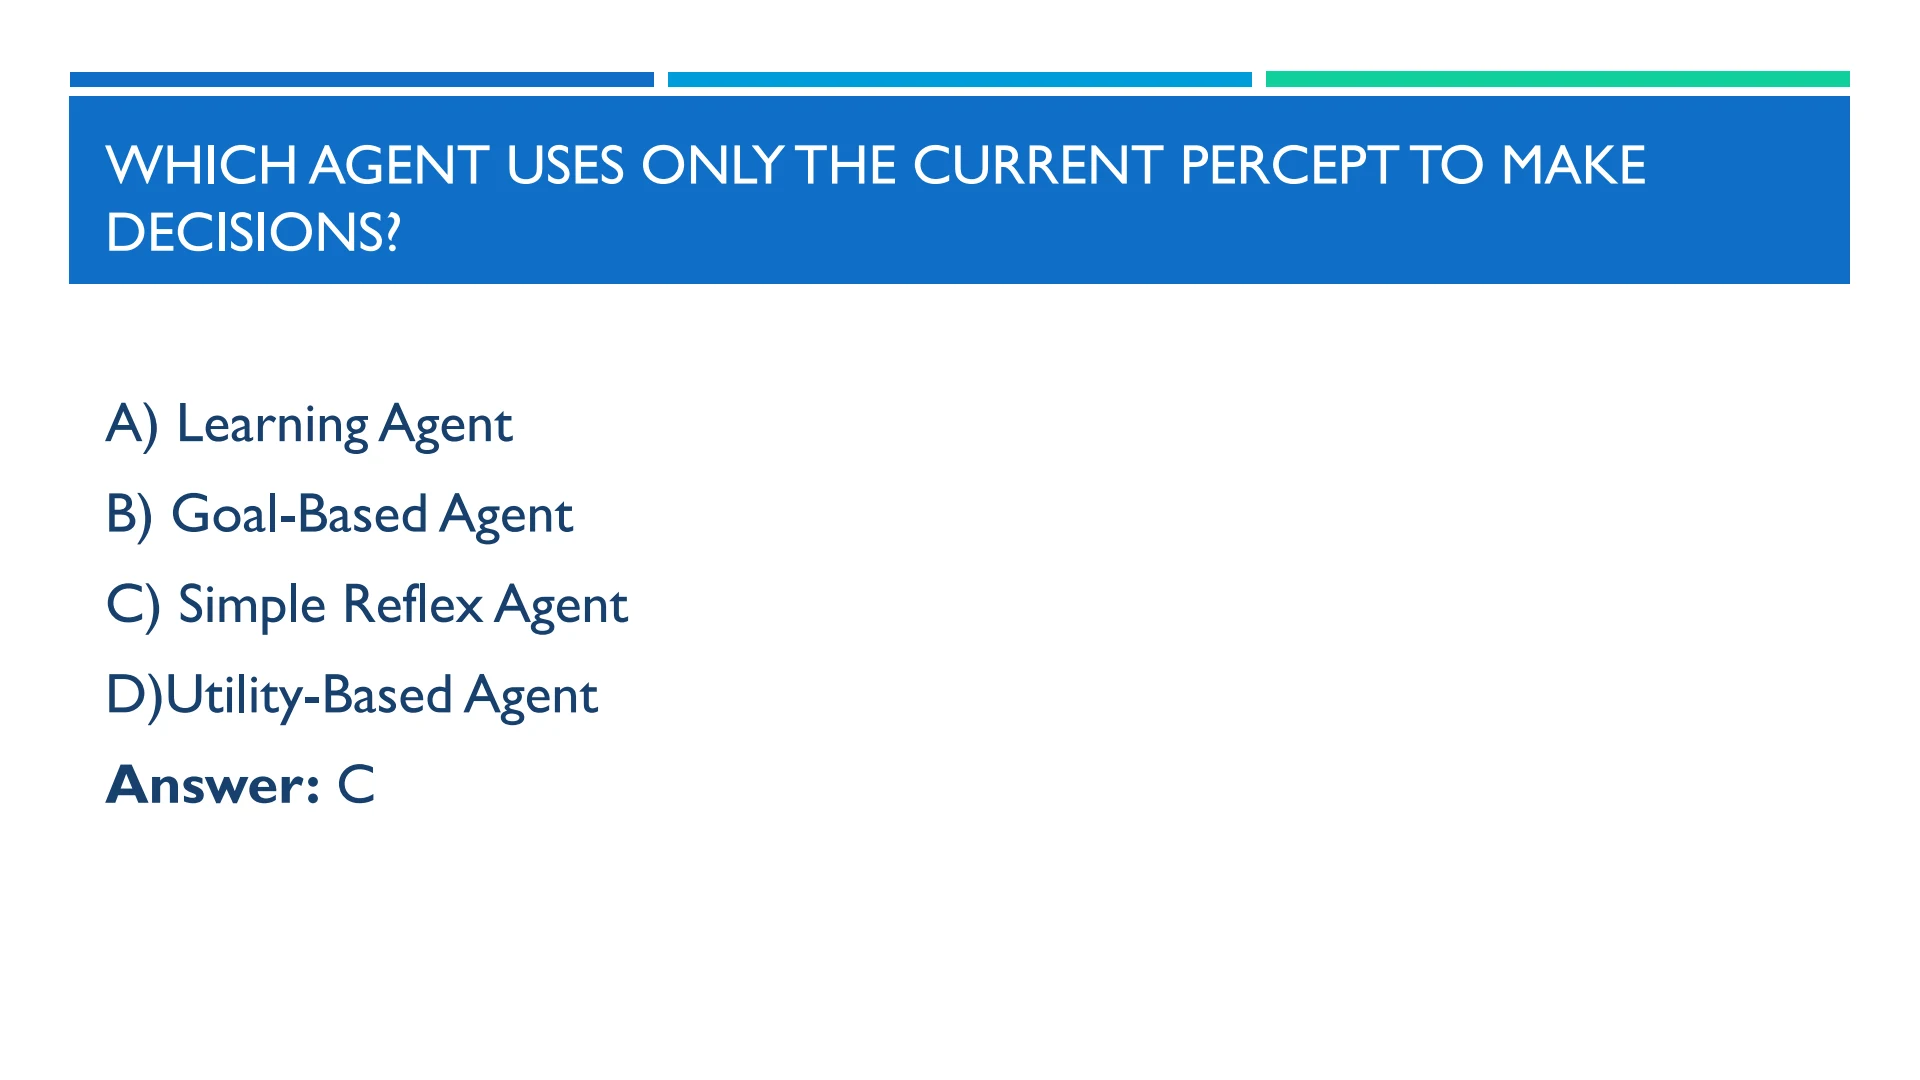 WHICH AGENT USES ONLY THE CURRENT PERCEPT TO MAKE
DECISIONS?
A) Learning Agent
B) Goal-Based Agent
C) Simple Reflex Agent
D)Utility-Based Agent
Answer: C